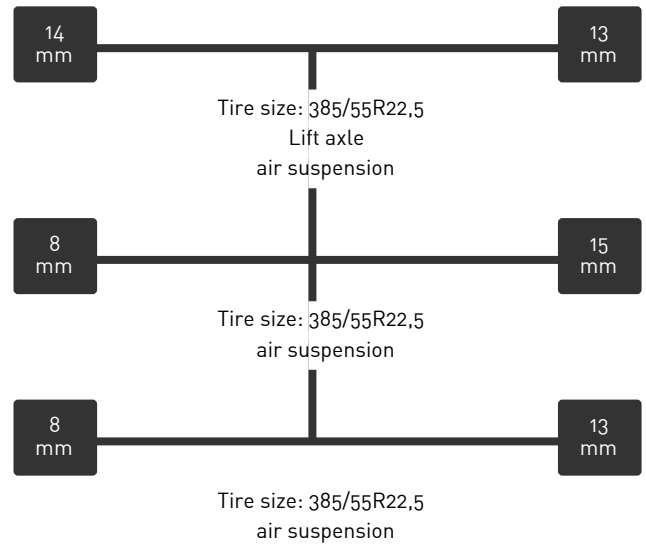 14
mm
13
mm
Tire size: 385/55R22,5
Lift axle
air suspension
8
mm
15
mm
Tire size: 385/55R22,5
air suspension
8
mm
13
mm
Tire size: 385/55R22,5
air suspension